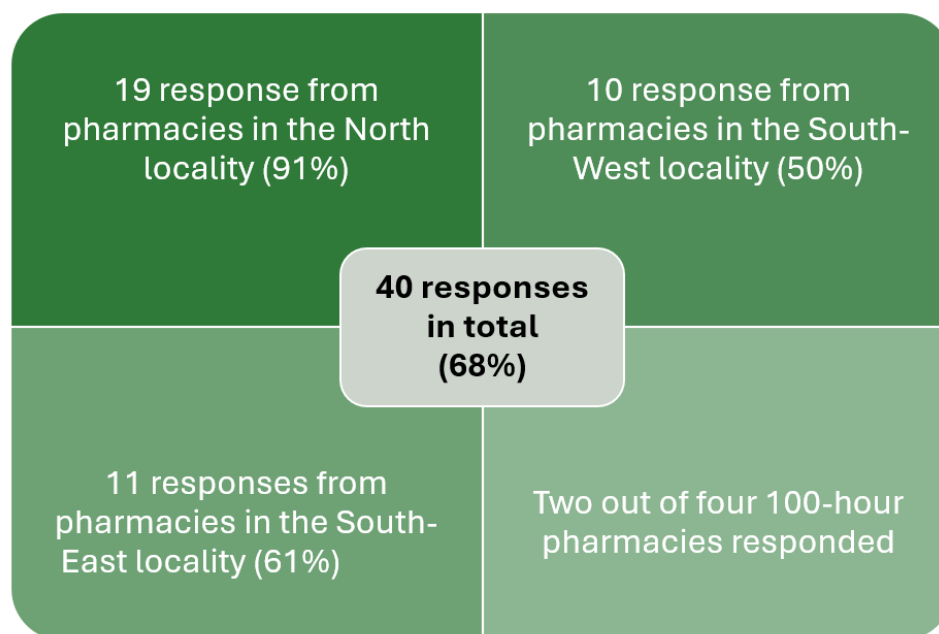 19 response from
pharmacies in the North
locality (91%)
10 response from
pharmacies in the South-
West locality (50%)
40 responses
in total
(68%)
11 responses from
pharmacies in the South-
East locality (61%)
Two out of four 100-hour
pharmacies responded